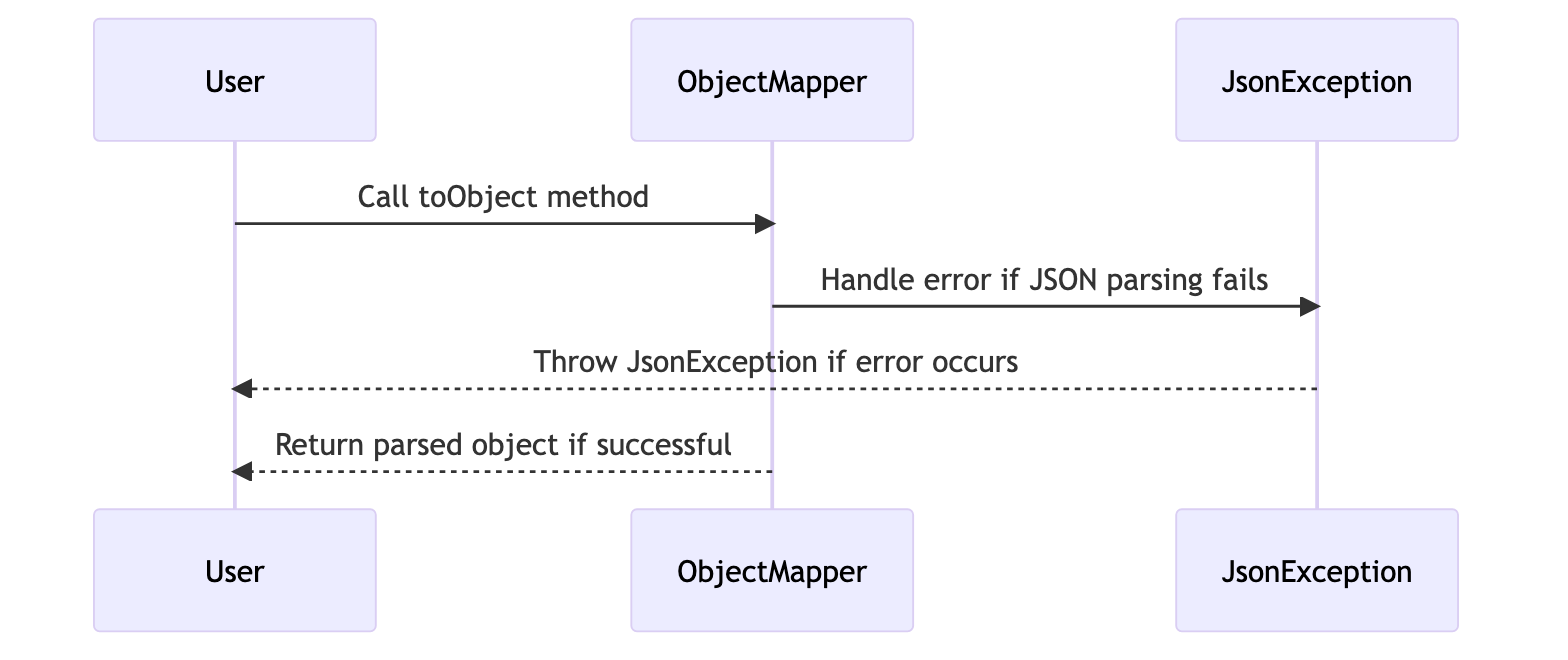 User
ObjectMapper
JsonException
Call toObject method
Handle error if JSON parsing fails
Throw JsonException if error occurs
Return parsed object if successful
User
ObjectMapper
JsonException